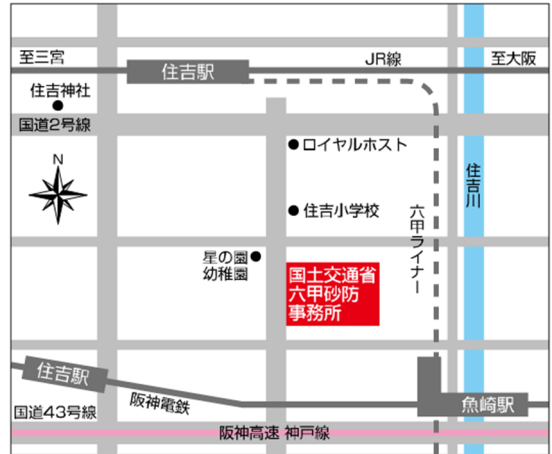 至三宮
住吉駅
JR線
至大阪
住吉神社
国道2号線
N
ロイヤルホスト
住吉川
住吉小学校
六甲ライナー
星の園
幼稚園
国土交通省
六甲砂防
事務所
住吉駅
阪神電鉄
魚崎駅
国道43号線
阪神高速 神戸線